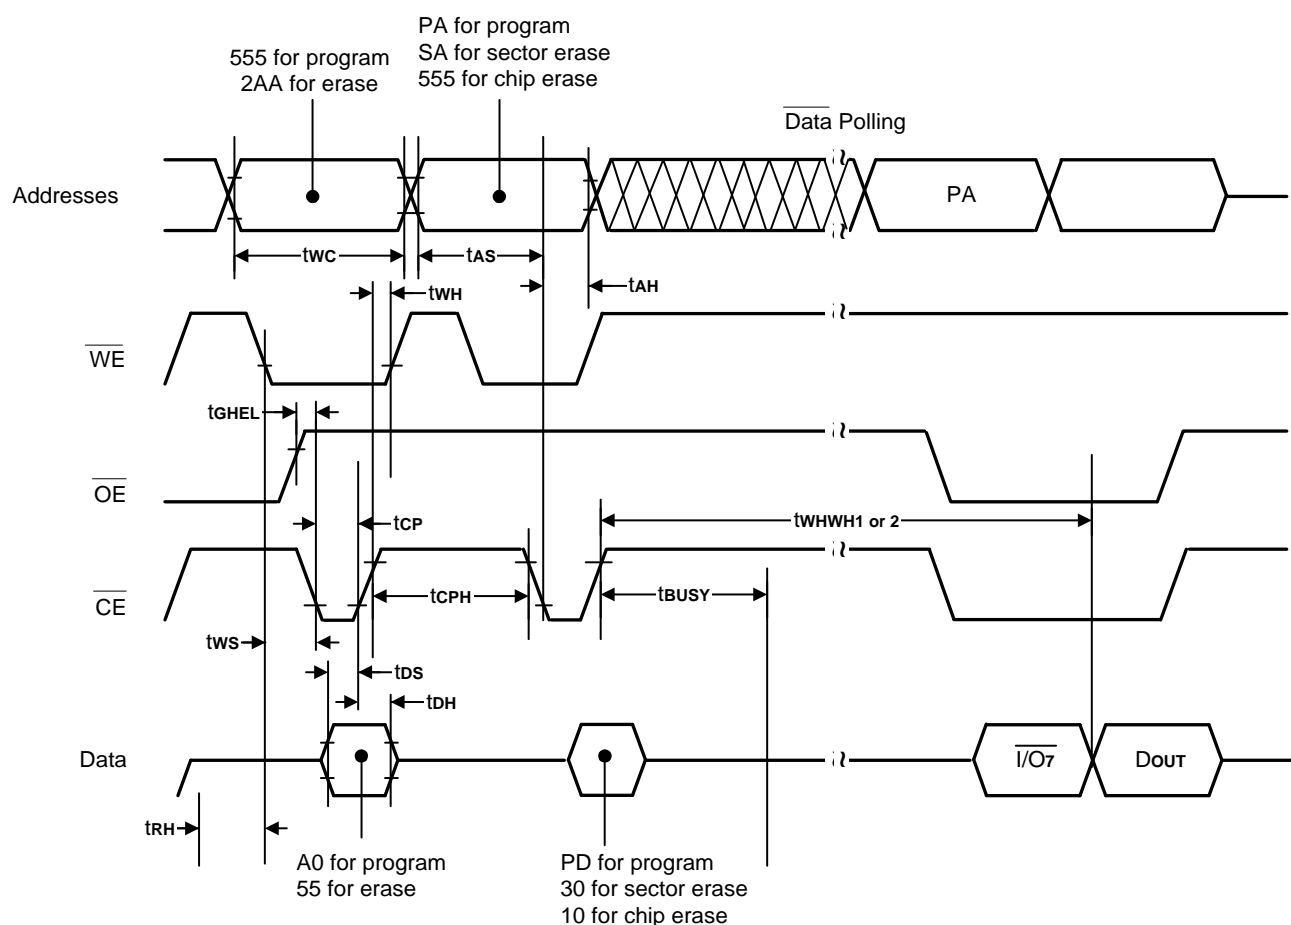 PA for program
SA for sector erase
555 for chip erase
555 for program
2AA for erase
Data Polling
Addresses
PA
tWC
tAS
tAH
tWH
WE
tGHEL
OE
tCP
tWHWH1 or 2
CE
tCPH
tBUSY
tWS
tDS
tDH
Data
I/O7
DOUT
tRH
A0 for program
55 for erase
PD for program
30 for sector erase
10 for chip erase